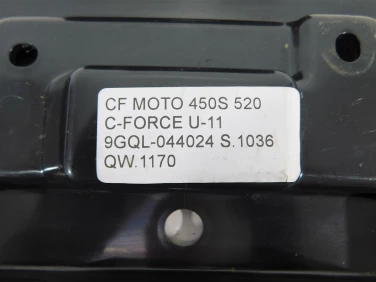 CF MOTO 450S 520
C-FORCE U-11
9GQL-044024 S.1036
QW.1170